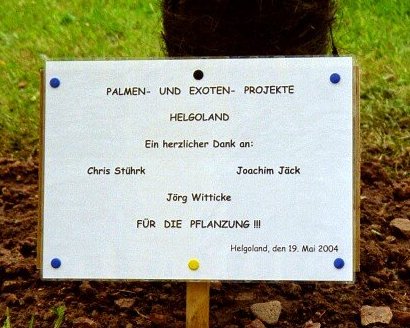 PALMEN- UND EXOTEN- PROJEKTE
HELGOLAND
Ein herzlicher Dank an:
Chris Stührk Joachim Jäck
Jörg Witticke
FÜR DIE PFLANZUNG !!!
Helgoland, den 19. Mai 2004